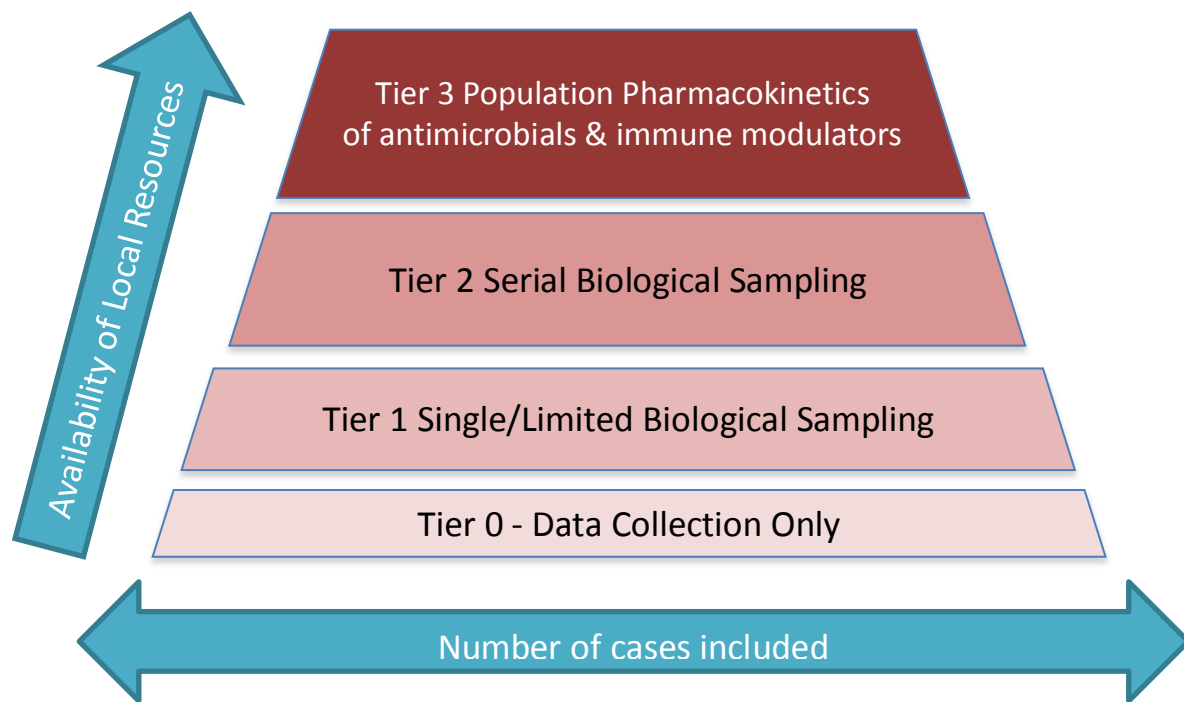 Availability of Local Resources
Tier 3 Population Pharmacokinetics
of antimicrobials & immune modulators
Tier 2 Serial Biological Sampling
Tier 1 Single/Limited Biological Sampling
Tier 0 - Data Collection Only
Number of cases included